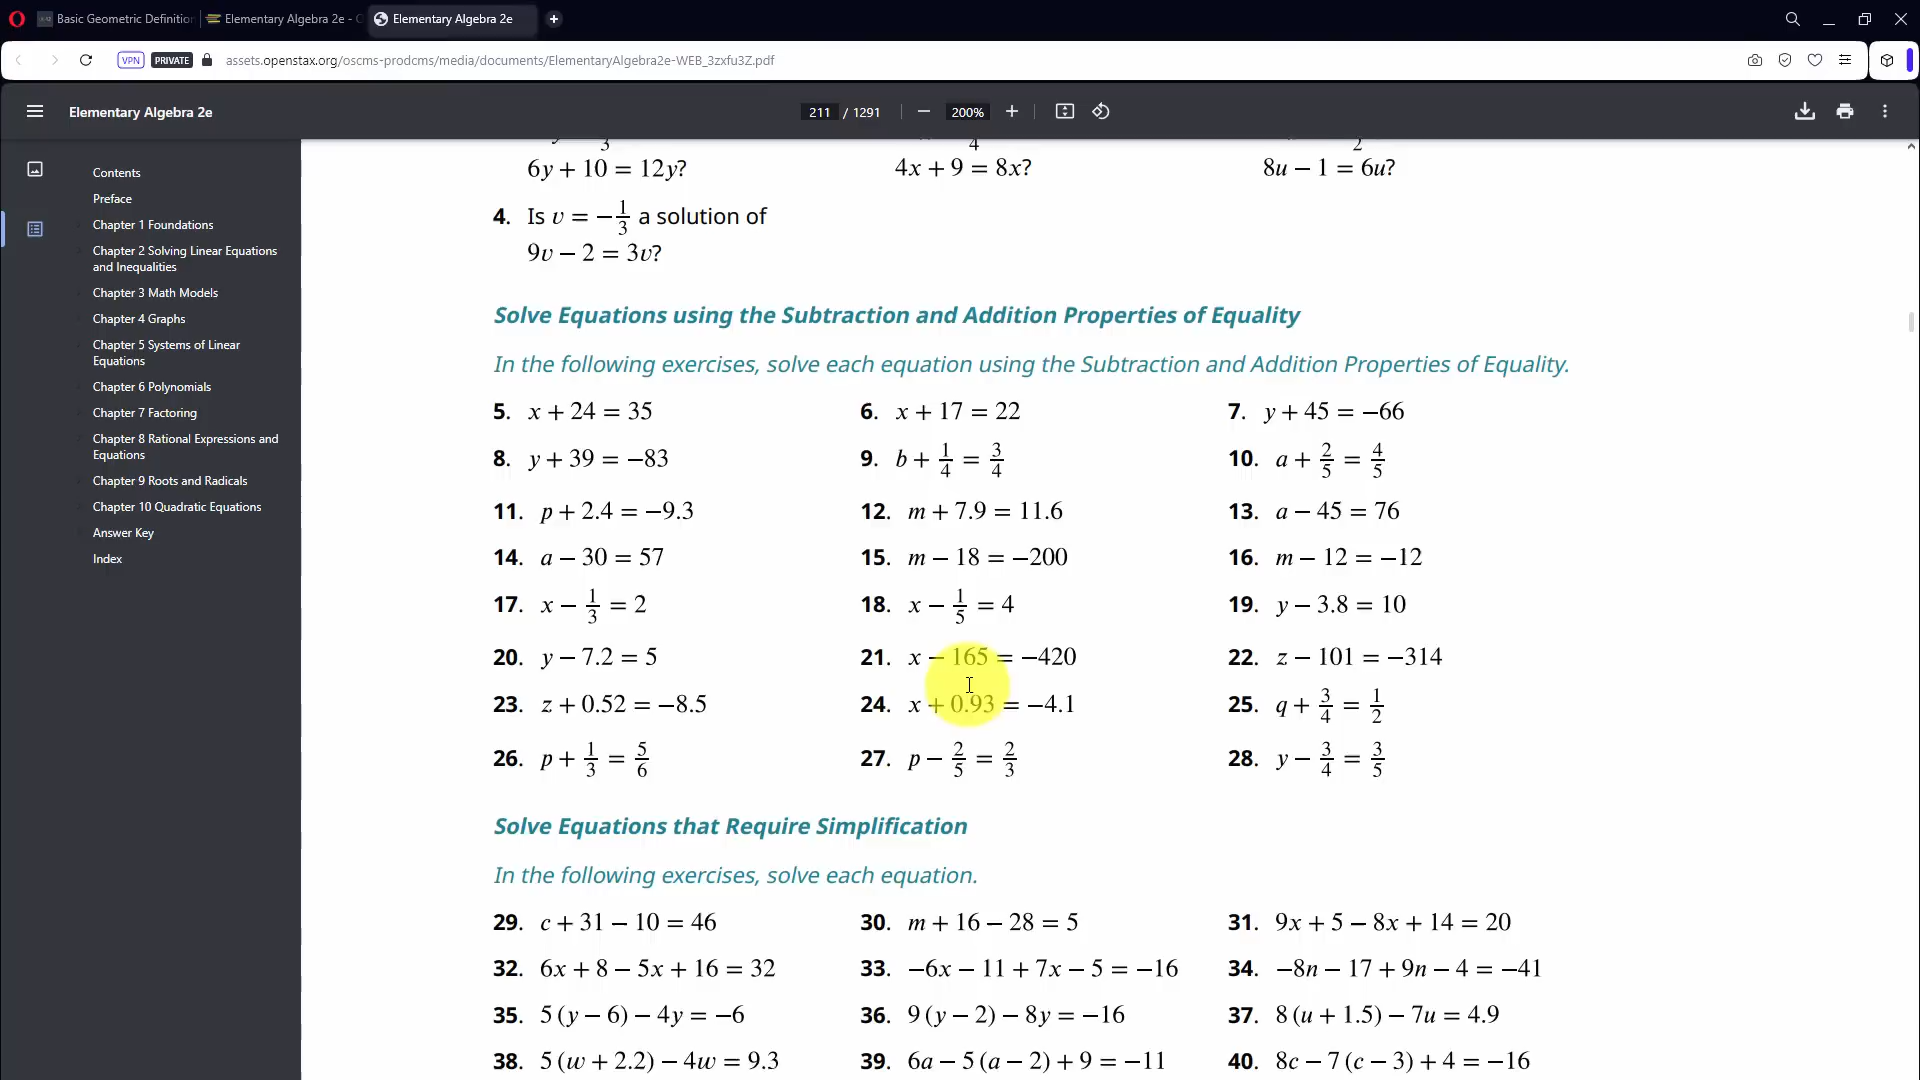 Basic Geometric Definition
Elementary Algebra 2e - O
Elementary Algebra 2e
VPN
PRIVATE
assets.openstax.org/oscms-prodcms/media/documents/ElementaryAlgebra2e-WEB_3zxfu3Z.pdf
Elementary Algebra 2e
211 / 1291
200%
Contents
Preface
Chapter 1 Foundations
Chapter 2 Solving Linear Equations
and Inequalities
Chapter 3 Math Models
Chapter 4 Graphs
Chapter 5 Systems of Linear
Equations
Chapter 6 Polynomials
Chapter 7 Factoring
Chapter 8 Rational Expressions and
Equations
Chapter 9 Roots and Radicals
Chapter 10 Quadratic Equations
Answer Key
Index
3 4 2
6y + 10 = 12y? 4x + 9 = 8x? 8u − 1 = 6u?
4. Is v = −1/3 a solution of
9v − 2 = 3v?
Solve Equations using the Subtraction and Addition Properties of Equality
In the following exercises, solve each equation using the Subtraction and Addition Properties of Equality.
5. x + 24 = 35 6. x + 17 = 22 7. y + 45 = −66
8. y + 39 = −83 9. b + 1/4 = 3/4 10. a + 2/5 = 4/5
11. p + 2.4 = −9.3 12. m + 7.9 = 11.6 13. a − 45 = 76
14. a − 30 = 57 15. m − 18 = −200 16. m − 12 = −12
17. x − 1/3 = 2 18. x − 1/5 = 4 19. y − 3.8 = 10
20. y − 7.2 = 5 21. x − 165 = −420 22. z − 101 = −314
23. z + 0.52 = −8.5 24. x + 0.93 = −4.1 25. q + 3/4 = 1/2
26. p + 1/3 = 5/6 27. p − 2/5 = 2/3 28. y − 3/4 = 3/5
Solve Equations that Require Simplification
In the following exercises, solve each equation.
29. c + 31 − 10 = 46 30. m + 16 − 28 = 5 31. 9x + 5 − 8x + 14 = 20
32. 6x + 8 − 5x + 16 = 32 33. −6x − 11 + 7x − 5 = −16 34. −8n − 17 + 9n − 4 = −41
35. 5 (y − 6) − 4y = −6 36. 9 (y − 2) − 8y = −16 37. 8 (u + 1.5) − 7u = 4.9
38. 5 (w + 2.2) − 4w = 9.3 39. 6a − 5 (a − 2) + 9 = −11 40. 8c − 7 (c − 3) + 4 = −16